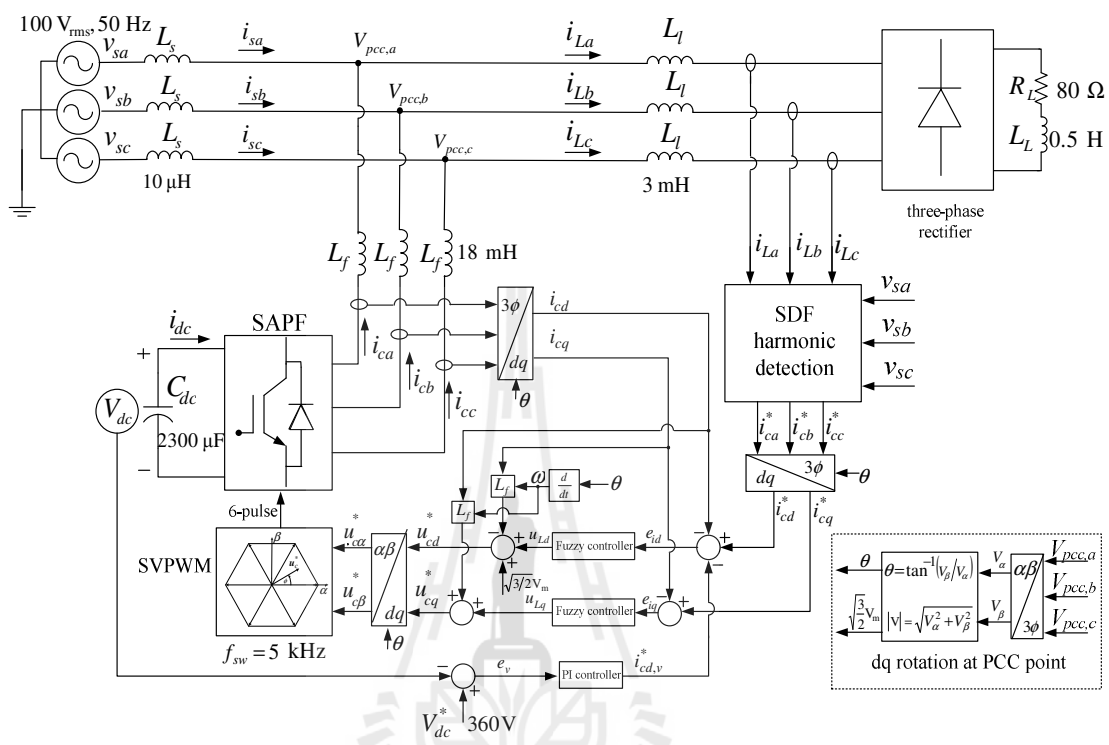 100 V_rms, 50 Hz
v_sa L_s i_sa V_pcc,a i_La L_l
v_sb L_s i_sb V_pcc,b i_Lb L_l
v_sc L_s i_sc V_pcc,c i_Lc L_l
10 μH
3 mH
R_L 80 Ω
L_L 0.5 H
three-phase
rectifier
L_f L_f L_f 18 mH
i_La i_Lb i_Lc
SDF
harmonic
detection
v_sa
v_sb
v_sc
i_dc
SAPF
i_ca
i_cb
i_cc
3ϕ
dq
θ
i_cd
i_cq
+
V_dc
C_dc
2300 μF
−
i*_ca i*_cb i*_cc
dq 3ϕ
θ
i*_cd i*_cq
6-pulse
SVPWM
β
u*_c
θ
α
f_sw = 5 kHz
u*_cα
u*_cβ
αβ
dq
θ
u*_cd
u*_cq
L_f
L_f
ω
d/dt
θ
−
+
+
√3/2V_m
u_Ld
Fuzzy controller
e_id
−
+
−
+
+
u_Lq
Fuzzy controller
e_iq
−
+
−
+
e_v
PI controller
i*_cd,v
V*_dc 360V
θ
θ=tan⁻¹(V_β/V_α)
V_α
αβ
3ϕ
V_pcc,a
V_pcc,b
V_pcc,c
√3/2 V_m
|v|=√V_α²+V_β²
V_β
dq rotation at PCC point